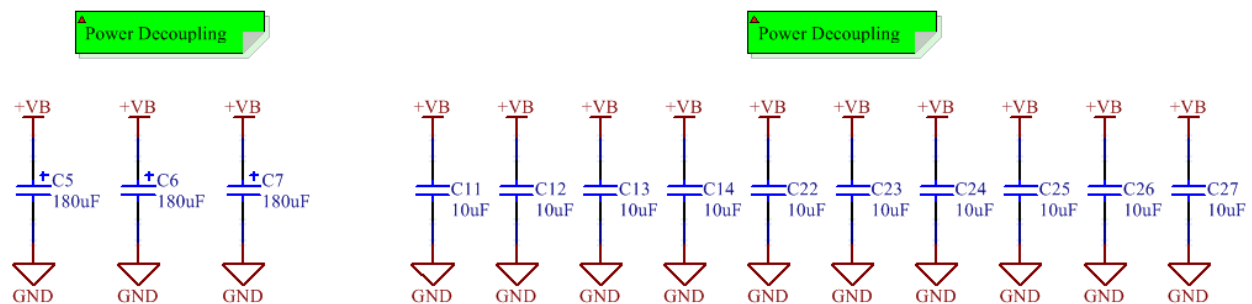 Power Decoupling
Power Decoupling
+VB +VB +VB +VB +VB +VB +VB +VB +VB +VB +VB +VB +VB
C5 C6 C7 C11 C12 C13 C14 C22 C23 C24 C25 C26 C27
180uF 180uF 180uF 10uF 10uF 10uF 10uF 10uF 10uF 10uF 10uF 10uF 10uF
GND GND GND GND GND GND GND GND GND GND GND GND GND